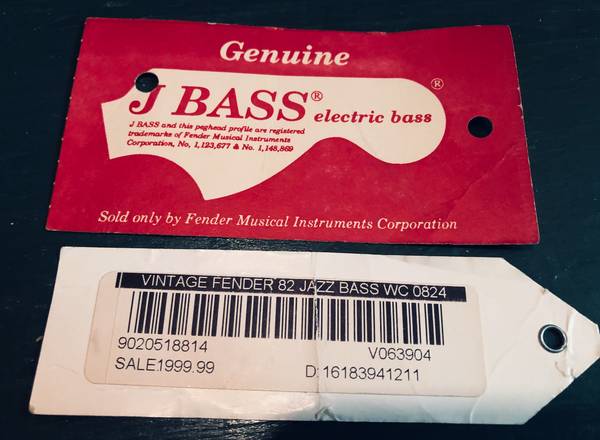 Genuine
®
J BASS® electric bass
J BASS and this peghead profile are registered
trademarks of Fender Musical Instruments
Corporation, No, 1,123,677 & No. 1,148,869
Sold only by Fender Musical Instruments Corporation
VINTAGE FENDER 82 JAZZ BASS WC 0824
9020518814 V063904
SALE:1999.99 D: 16183941211